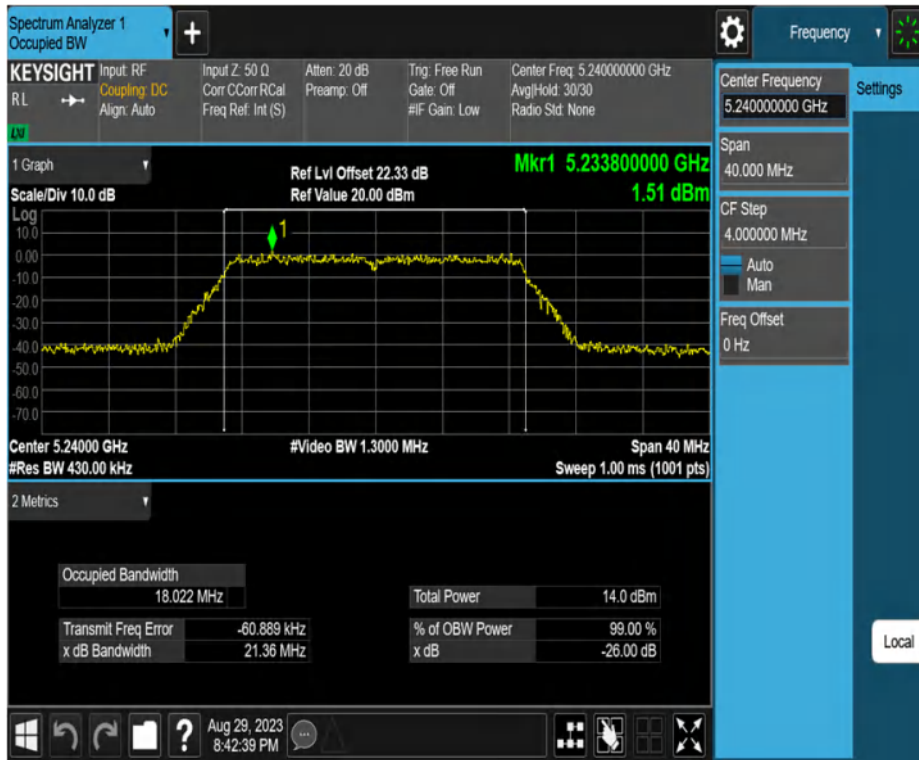 Spectrum Analyzer 1
Occupied BW
+
Frequency
KEYSIGHT
R L
LXI
Input: RF
Coupling: DC
Align: Auto
Input Z: 50 Ω
Corr CCorr RCal
Freq Ref: Int (S)
Atten: 20 dB
Preamp: Off
Trig: Free Run
Gate: Off
#IF Gain: Low
Center Freq: 5.240000000 GHz
Avg|Hold: 30/30
Radio Std: None
Center Frequency
5.240000000 GHz
Settings
Span
40.000 MHz
CF Step
4.000000 MHz
Auto
Man
Freq Offset
0 Hz
Local
1 Graph
Scale/Div 10.0 dB
Ref Lvl Offset 22.33 dB
Ref Value 20.00 dBm
Mkr1 5.233800000 GHz
1.51 dBm
Log
10.0
0.00
-10.0
-20.0
-30.0
-40.0
-50.0
-60.0
-70.0
1
Center 5.24000 GHz
#Video BW 1.3000 MHz
Span 40 MHz
#Res BW 430.00 kHz
Sweep 1.00 ms (1001 pts)
2 Metrics
Occupied Bandwidth
18.022 MHz
Total Power 14.0 dBm
Transmit Freq Error -60.889 kHz
% of OBW Power 99.00 %
x dB Bandwidth 21.36 MHz
x dB -26.00 dB
?
Aug 29, 2023
8:42:39 PM